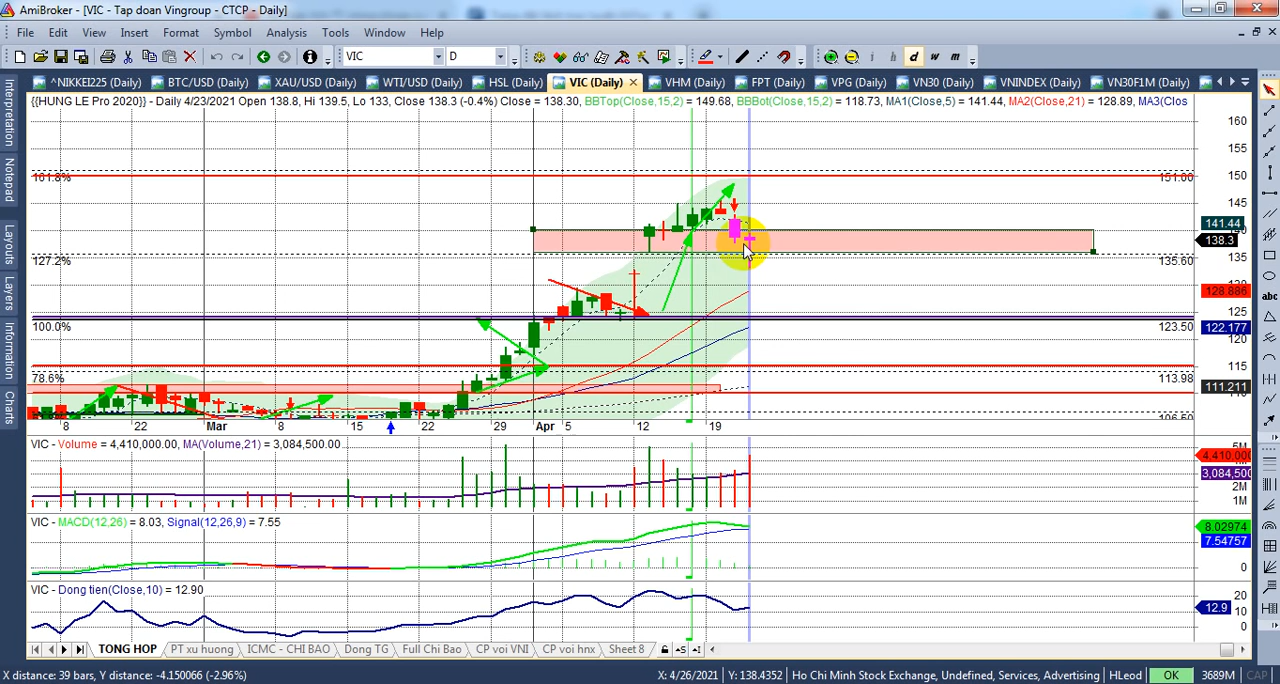 AmiBroker - [VIC - Tap doan Vingroup - CTCP - Daily]
File Edit View Insert Format Symbol Analysis Tools Window Help
VIC D i h d w m
^NIKKEI225 (Daily) BTC/USD (Daily) XAU/USD (Daily) WTI/USD (Daily) HSL (Daily) VIC (Daily) VHM (Daily) FPT (Daily) VPG (Daily) VN30 (Daily) VNINDEX (Daily) VN30F1M (Daily)
{{HUNG LE Pro 2020}} - Daily 4/23/2021 Open 138.8, Hi 139.5, Lo 133, Close 138.3 (-0.4%) Close = 138.30, BBTop(Close,15,2) = 149.68, BBBot(Close,15,2) = 118.73, MA1(Close,5) = 141.44, MA2(Close,21) = 128.89, MA3(Clos
Interpretation
Notepad
Layouts
Layers
Information
Charts
abc
160
155
161.8% 151.00 150
145
141.44
138.3
127.2% 135.60 135
128.886
125
100.0% 123.50
122.177
120
115
78.6% 113.98
111.211
106.50
8 22 Mar 8 15 22 29 Apr 5 12 19
VIC - Volume = 4,410,000.00, MA(Volume,21) = 3,084,500.00
5M
4,410,000
3,084,500
2M
1M
VIC - MACD(12,26) = 8.03, Signal(12,26,9) = 7.55
8.02974
7.54757
0
VIC - Dong tien(Close,10) = 12.90
20
12.9
10
0
TONG HOP PT xu huong ICMC - CHI BAO Dong TG Full Chi Bao CP voi VNI CP voi hnx Sheet 8
X distance: 39 bars, Y distance: -4.150066 (-2.96%) X: 4/26/2021 Y: 138.4352 Ho Chi Minh Stock Exchange, Undefined, Services, Advertising HLeod OK 3689M CAP